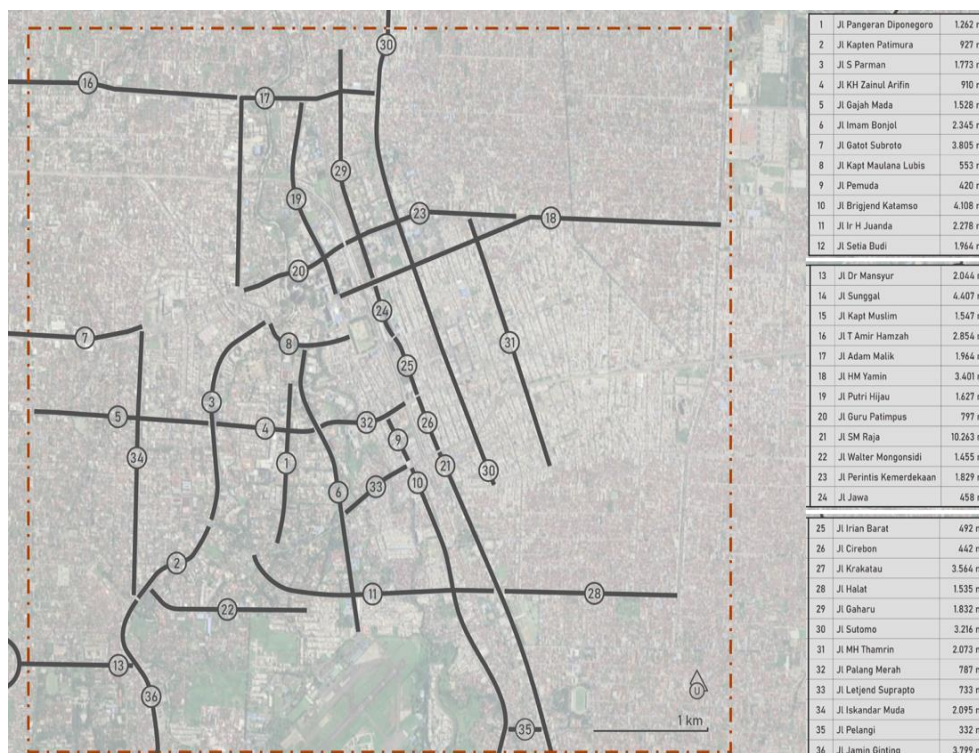 30
16
17
29
19
23
18
20
24
7
8
31
25
3
5
4
32
26
9
34
1
21
30
33
10
6
2
11
28
22
13
36
35
U
1 km
1 Jl Pangeran Diponegoro 1.262
2 Jl Kapten Patimura 927
3 Jl S Parman 1.773
4 Jl KH Zainul Arifin 910
5 Jl Gajah Mada 1.528
6 Jl Imam Bonjol 2.345
7 Jl Gatot Subroto 3.805
8 Jl Kapt Maulana Lubis 553
9 Jl Pemuda 420
10 Jl Brigjend Katamso 4.108
11 Jl Ir H Juanda 2.278
12 Jl Setia Budi 1.964
13 Jl Dr Mansyur 2.044
14 Jl Sunggal 4.407
15 Jl Kapt Muslim 1.547
16 Jl T Amir Hamzah 2.854
17 Jl Adam Malik 1.964
18 Jl HM Yamin 3.401
19 Jl Putri Hijau 1.627
20 Jl Guru Patimpus 797
21 Jl SM Raja 10.263
22 Jl Walter Mongonsidi 1.455
23 Jl Perintis Kemerdekaan 1.829
24 Jl Jawa 458
25 Jl Irian Barat 492
26 Jl Cirebon 442
27 Jl Krakatau 3.564
28 Jl Halat 1.535
29 Jl Gaharu 1.832
30 Jl Sutomo 3.216
31 Jl MH Thamrin 2.073
32 Jl Palang Merah 787
33 Jl Letjend Suprapto 733
34 Jl Iskandar Muda 2.095
35 Jl Pelangi 332
36 Jl Jamin Ginting 3.709